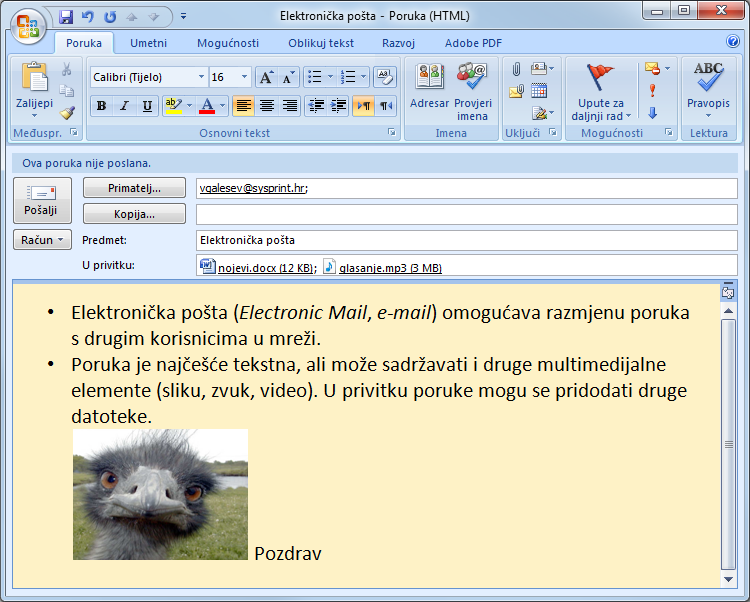 Elektronička pošta - Poruka (HTML)
Poruka Umetni Mogućnosti Oblikuj tekst Razvoj Adobe PDF
Calibri (Tijelo) 16
Zalijepi
B I U ab A
Adresar Provjeri imena
Upute za daljnji rad
ABC
Pravopis
Međuspr. Osnovni tekst Imena Uključi Mogućnosti Lektura
Ova poruka nije poslana.
Pošalji
Primatelj... vgalesev@sysprint.hr;
Kopija...
Račun
Predmet: Elektronička pošta
U privitku: nojevi.docx (12 KB); glasanje.mp3 (3 MB)
• Elektronička pošta (Electronic Mail, e-mail) omogućava razmjenu poruka
s drugim korisnicima u mreži.
• Poruka je najčešće tekstna, ali može sadržavati i druge multimedijalne
elemente (sliku, zvuk, video). U privitku poruke mogu se pridodati druge
datoteke.
Pozdrav